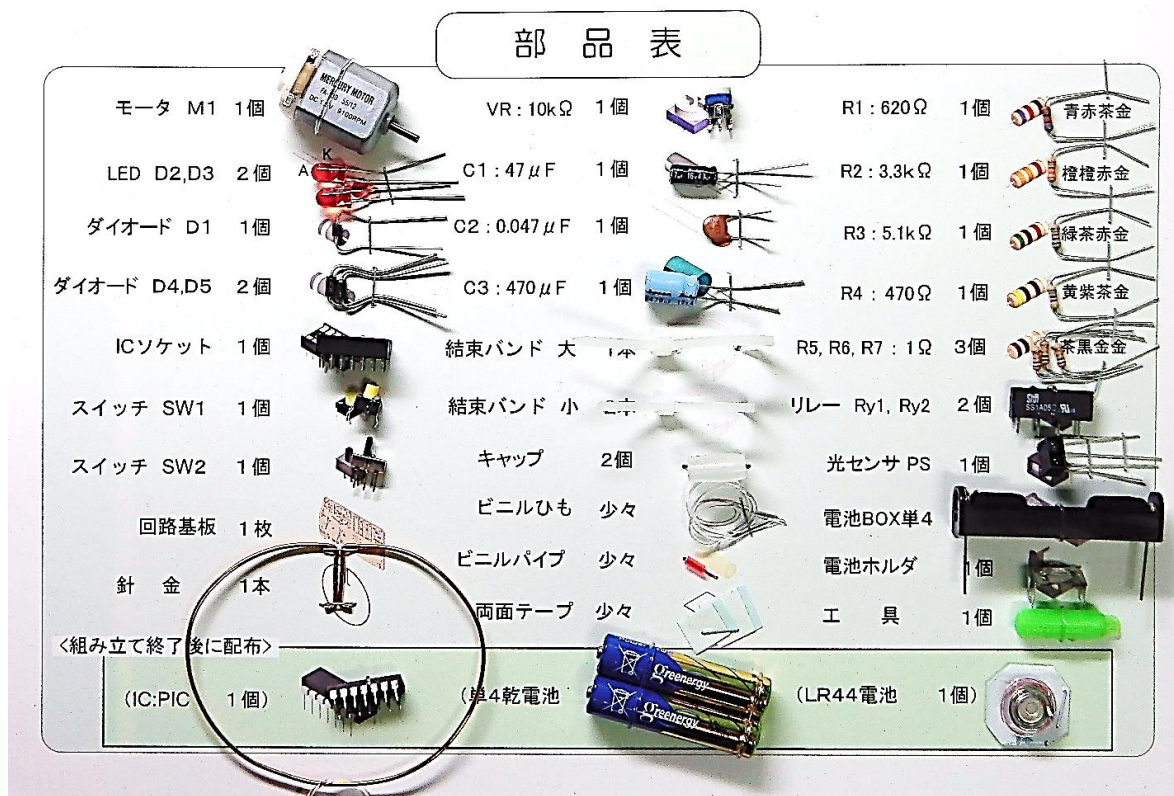 部品表
モータ M1 1個
MERCURY MOTOR
9100RPM
LED D2,D3 2個
A
K
ダイオード D1 1個
ダイオード D4,D5 2個
ICソケット 1個
スイッチ SW1 1個
スイッチ SW2 1個
回路基板 1枚
針金 1本
VR : 10kΩ 1個
C1 : 47μF 1個
C2 : 0.047μF 1個
C3 : 470μF 1個
結束バンド 大
結束バンド 小
キャップ 2個
ビニルひも 少々
ビニルパイプ 少々
両面テープ 少々
R1 : 620Ω 1個 青赤茶金
R2 : 3.3kΩ 1個 橙橙赤金
R3 : 5.1kΩ 1個 緑茶赤金
R4 : 470Ω 1個 黄紫茶金
R5, R6, R7 : 1Ω 3個 茶黒金金
リレー Ry1, Ry2 2個
光センサ PS 1個
電池BOX単4
電池ホルダ 1個
工具 1個
<組み立て終了後に配布>
(IC:PIC 1個)
(単4乾電池
greenergy
greenergy
(LR44電池 1個)